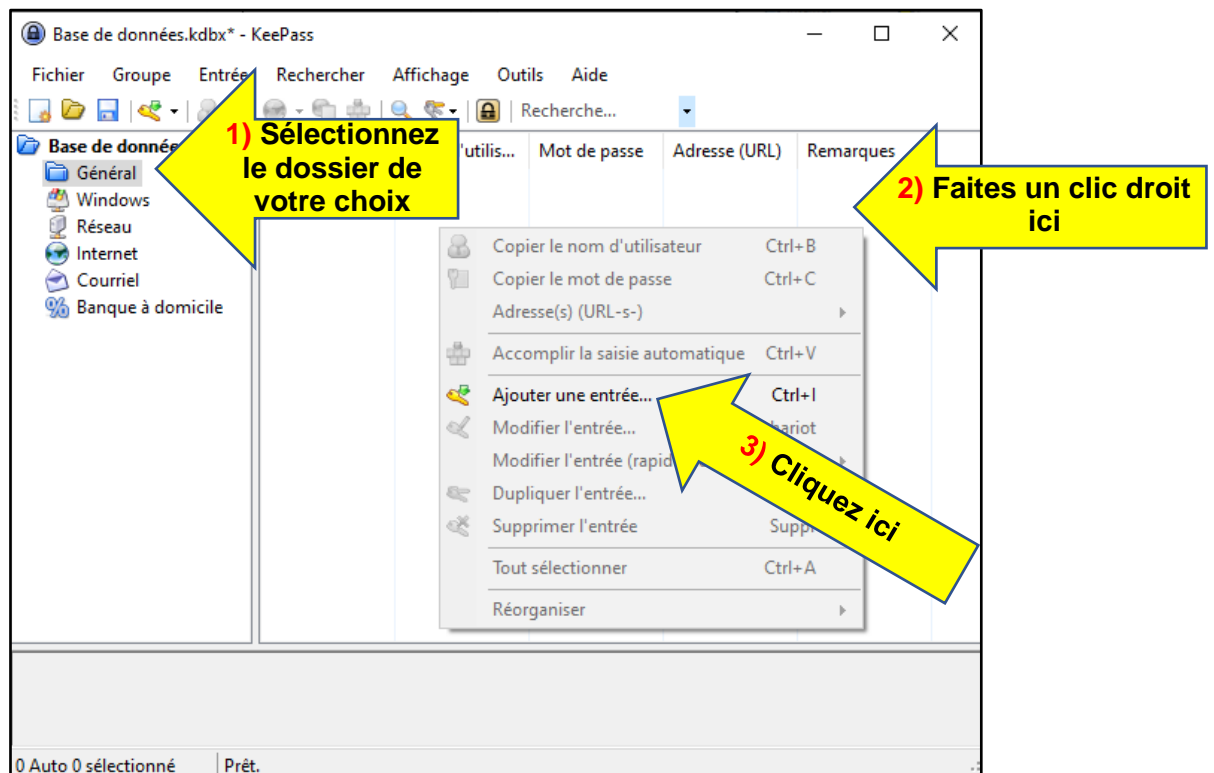 Base de données.kdbx* - KeePass
Fichier Groupe Entrée Rechercher Affichage Outils Aide
Recherche...
1) Sélectionnez
le dossier de
votre choix
'utilis... Mot de passe Adresse (URL) Remarques
2) Faites un clic droit
ici
Base de donnée
Général
Windows
Réseau
Internet
Courriel
Banque à domicile
Copier le nom d'utilisateur Ctrl+B
Copier le mot de passe Ctrl+C
Adresse(s) (URL-s-)
Accomplir la saisie automatique Ctrl+V
Ajouter une entrée... Ctrl+I
Modifier l'entrée... hariot
Modifier l'entrée (rapid
Dupliquer l'entrée...
Supprimer l'entrée Suppr
3) Cliquez ici
Tout sélectionner Ctrl+A
Réorganiser
0 Auto 0 sélectionné Prêt.